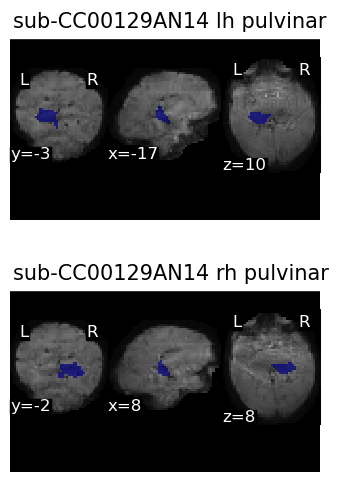 sub-CC00129AN14 lh pulvinar
L R L R
y=-3 x=-17 z=10
sub-CC00129AN14 rh pulvinar
L R L R
y=-2 x=8 z=8